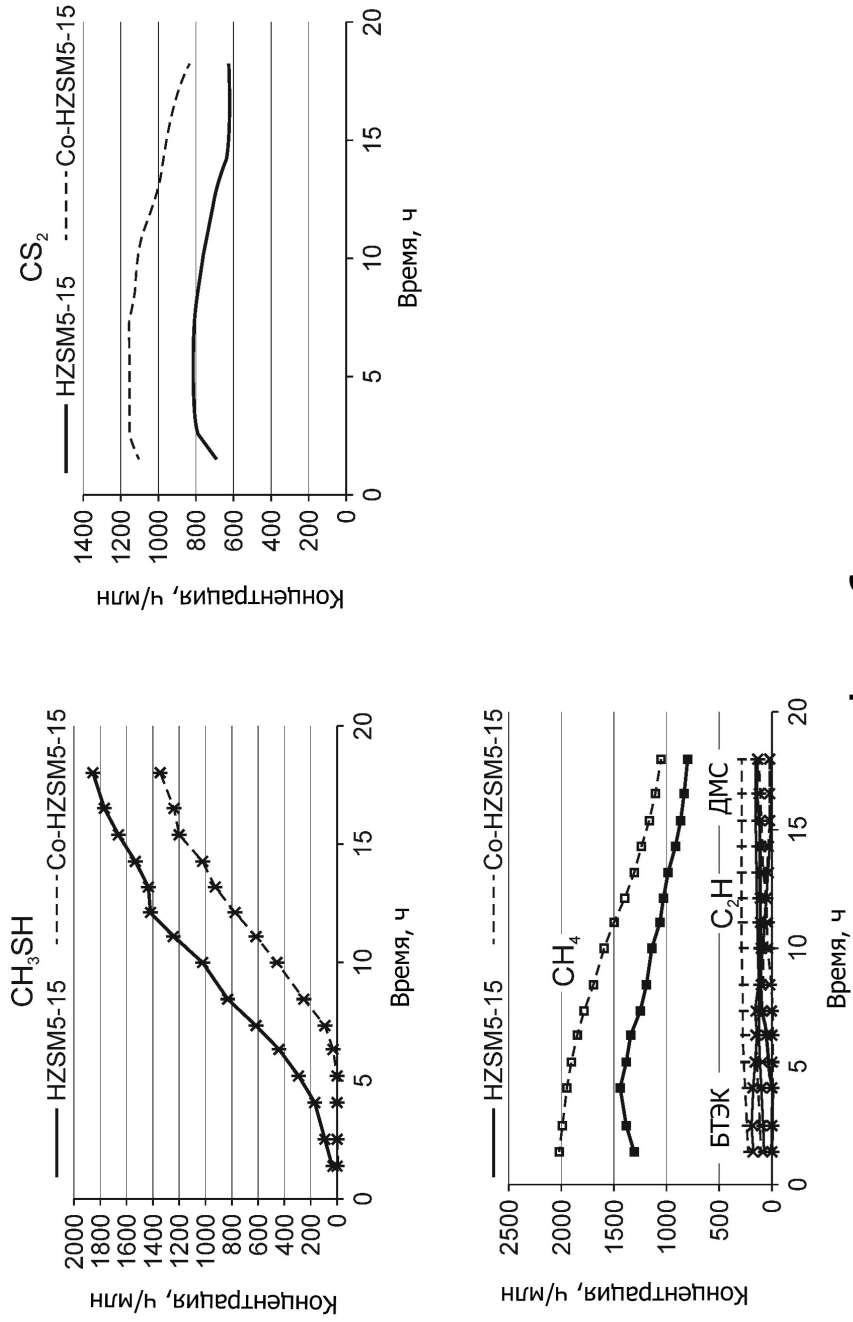 CH₃SH
HZSM5-15
Co-HZSM5-15
Концентрация, ч/млн
2000
1800
1600
1400
1200
1000
800
600
400
200
0
0
5
10
15
20
Время, ч
CS₂
HZSM5-15
Co-HZSM5-15
Концентрация, ч/млн
1400
1200
1000
800
600
400
200
0
0
5
10
15
20
Время, ч
HZSM5-15
Co-HZSM5-15
Концентрация, ч/млн
2500
2000
1500
1000
500
0
CH₄
БТЭК
C₂H
ДМС
0
5
10
15
20
Время, ч